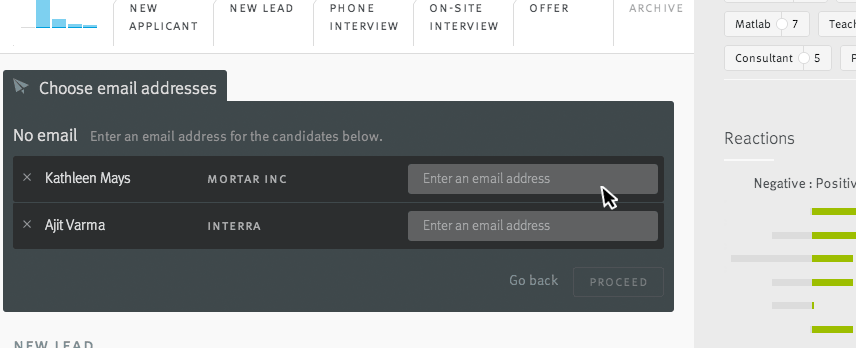 NEW APPLICANT
NEW LEAD
PHONE INTERVIEW
ON-SITE INTERVIEW
OFFER
ARCHIVE
Matlab 7
Consultant 5
Choose email addresses
No email Enter an email address for the candidates below.
× Kathleen Mays MORTAR INC Enter an email address
× Ajit Varma INTERRA Enter an email address
Go back PROCEED
NEW LEAD
Reactions
Negative : Positiv